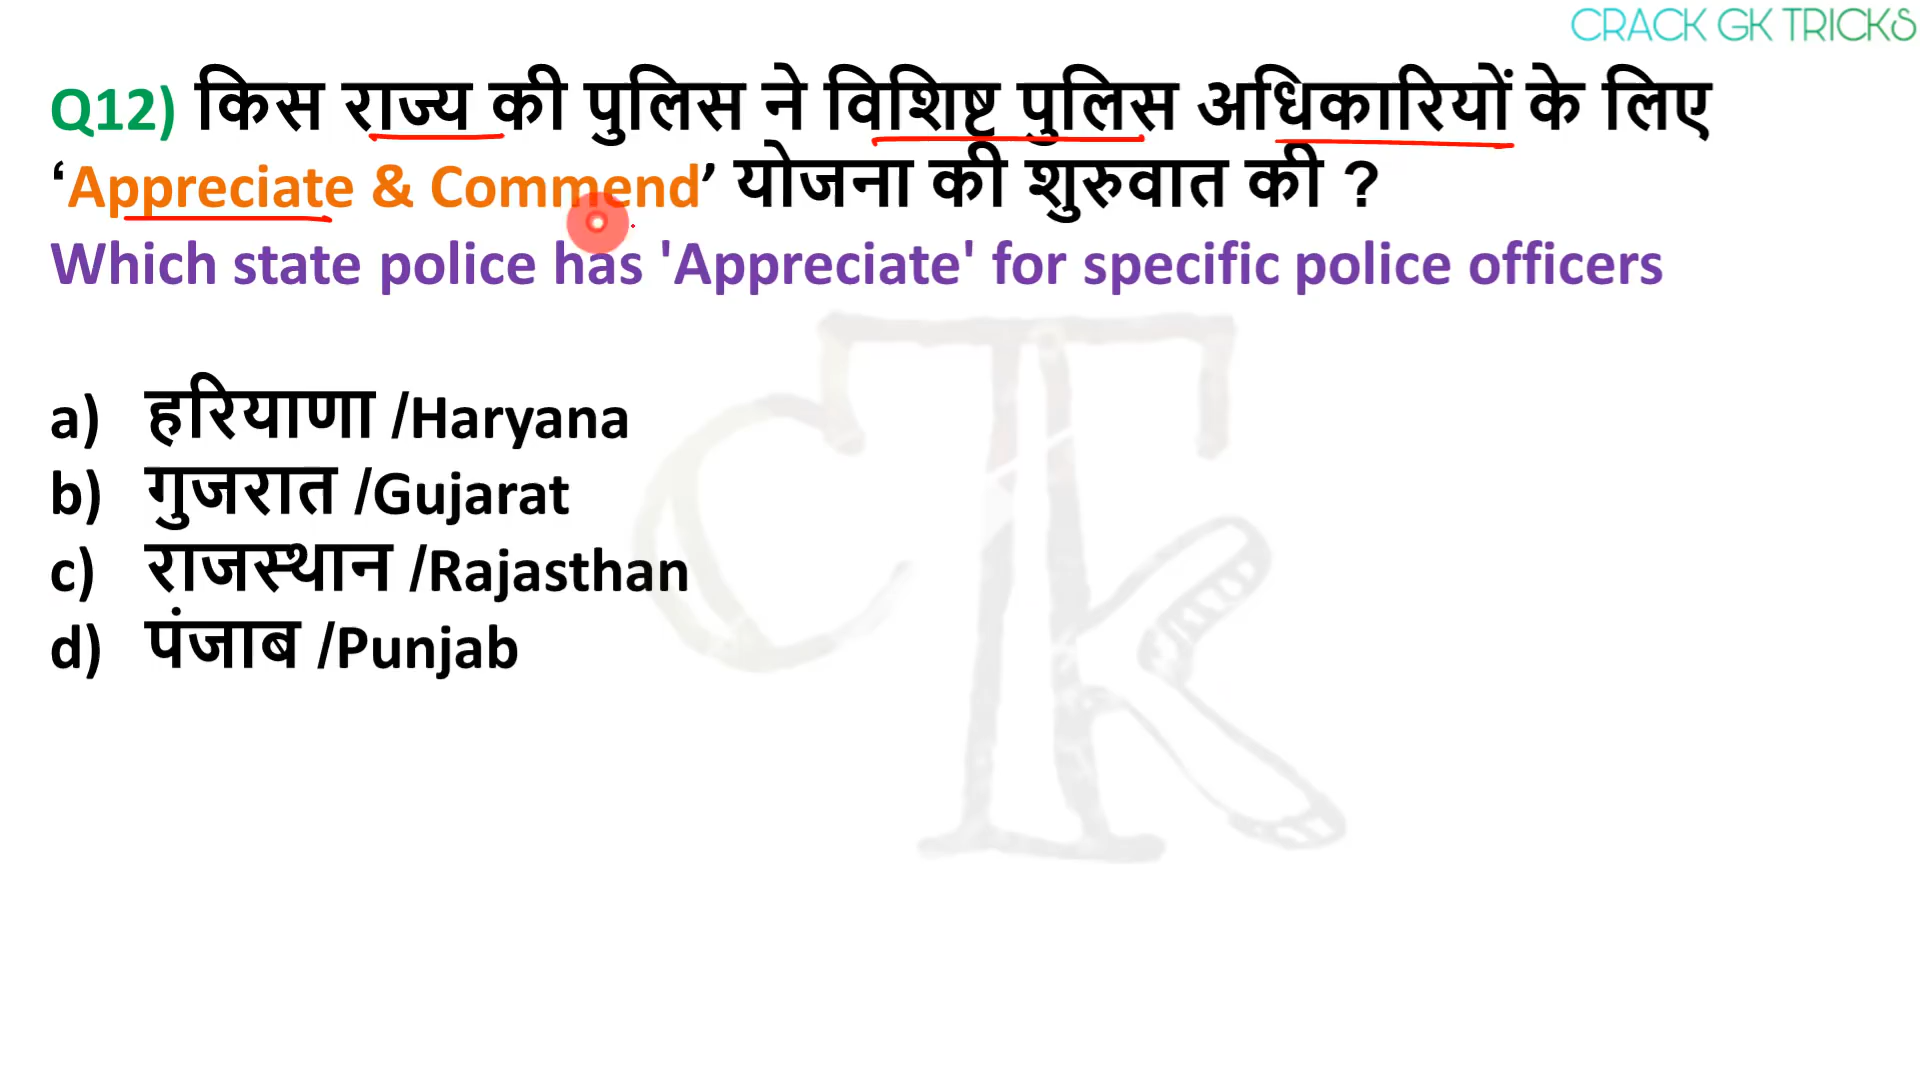 CRACK GK TRICKS
Q12) किस राज्य की पुलिस ने विशिष्ट पुलिस अधिकारियों के लिए
‘Appreciate & Commend’ योजना की शुरुवात की ?
Which state police has 'Appreciate' for specific police officers
a) हरियाणा /Haryana
b) गुजरात /Gujarat
c) राजस्थान /Rajasthan
d) पंजाब /Punjab
CTk